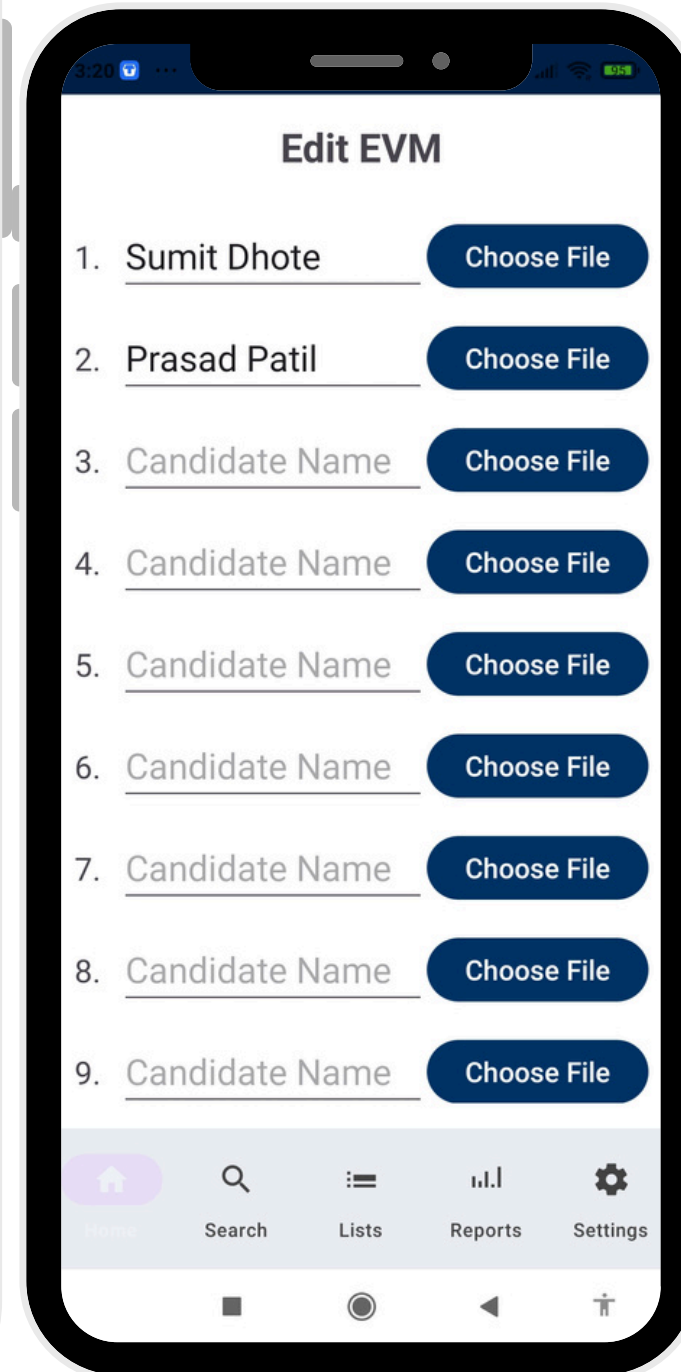 3:20 ... 95
Edit EVM
1. Sumit Dhote Choose File
2. Prasad Patil Choose File
3. Candidate Name Choose File
4. Candidate Name Choose File
5. Candidate Name Choose File
6. Candidate Name Choose File
7. Candidate Name Choose File
8. Candidate Name Choose File
9. Candidate Name Choose File
Home Search Lists Reports Settings